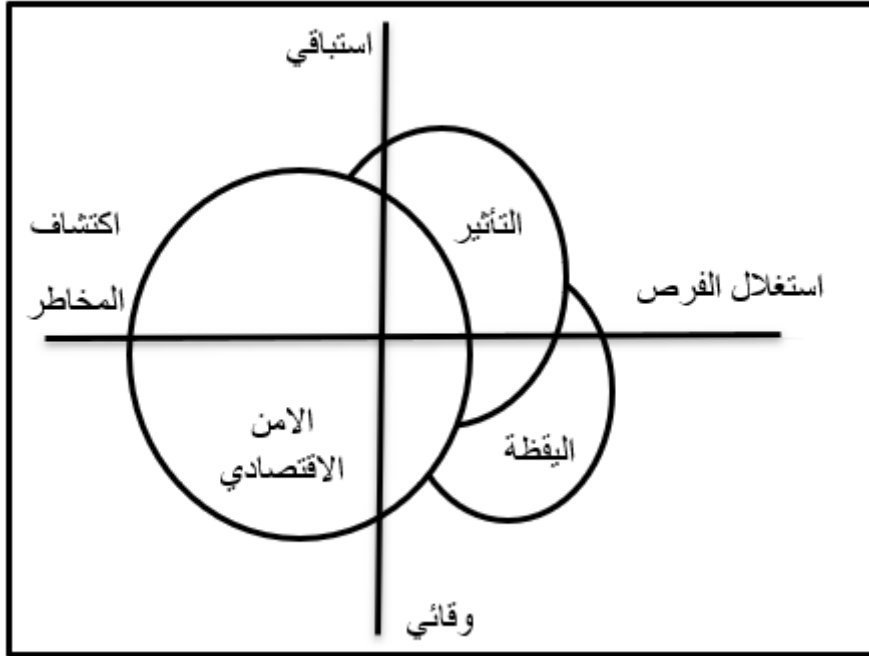 استباقي
التأثير
اكتشاف
المخاطر
استغلال الفرص
الامن
الاقتصادي
اليقظة
وقائي